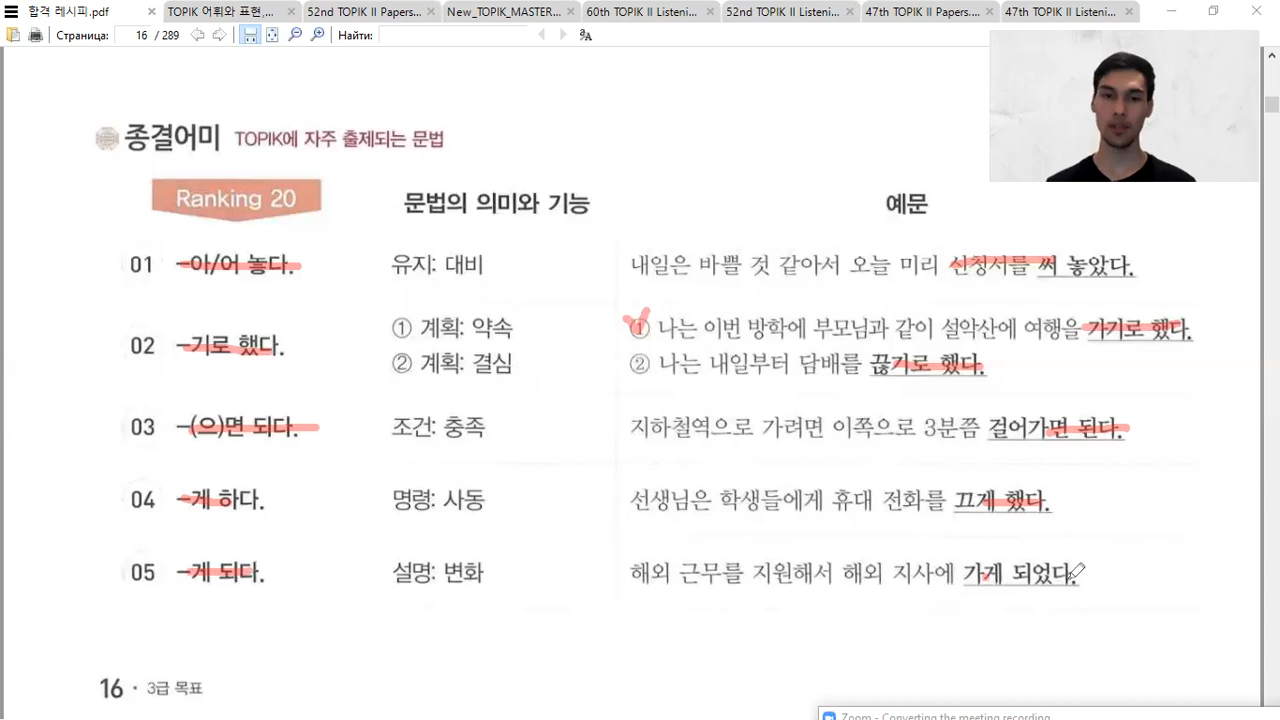 합격 레시피.pdf
TOPIK 어휘와 표현,...
52nd TOPIK II Papers....
New_TOPIK_MASTER...
60th TOPIK II Listeni...
52nd TOPIK II Listeni...
47th TOPIK II Papers....
47th TOPIK II Listeni...
Страница: 16 / 289 Найти:
종결어미 TOPIK에 자주 출제되는 문법
Ranking 20 문법의 의미와 기능 예문
01 –아/어 놓다. 유지: 대비 내일은 바쁠 것 같아서 오늘 미리 신청서를 써 놓았다.
02 –기로 했다. ① 계획: 약속 ① 나는 이번 방학에 부모님과 같이 설악산에 여행을 가기로 했다.
② 계획: 결심 ② 나는 내일부터 담배를 끊기로 했다.
03 –(으)면 되다. 조건: 충족 지하철역으로 가려면 이쪽으로 3분쯤 걸어가면 된다.
04 –게 하다. 명령: 사동 선생님은 학생들에게 휴대 전화를 끄게 했다.
05 –게 되다. 설명: 변화 해외 근무를 지원해서 해외 지사에 가게 되었다.
16 · 3급 목표
Zoom - Converting the meeting recording